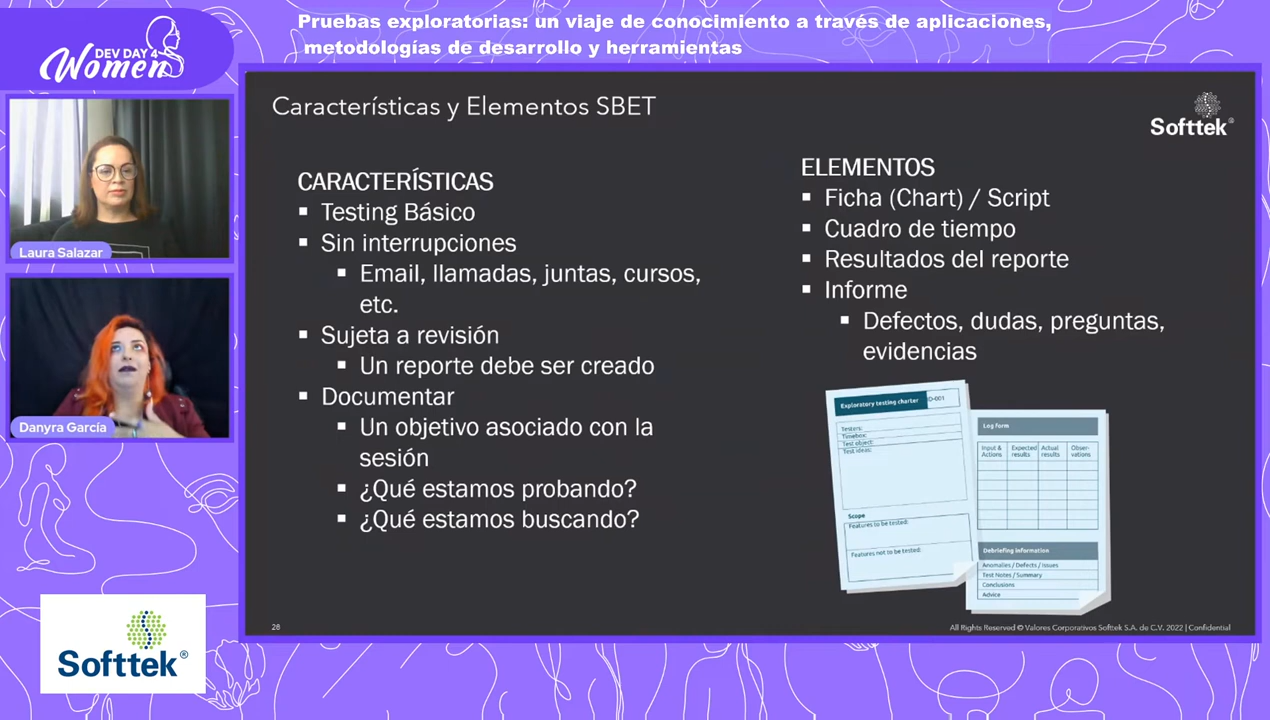 Pruebas exploratorias: un viaje de conocimiento a través de aplicaciones,
metodologías de desarrollo y herramientas
DEV DAY 4
Women
Laura Salazar
Danyra García
Softtek®
Características y Elementos SBET
Softtek®
CARACTERÍSTICAS
▪ Testing Básico
▪ Sin interrupciones
▪ Email, llamadas, juntas, cursos,
etc.
▪ Sujeta a revisión
▪ Un reporte debe ser creado
▪ Documentar
▪ Un objetivo asociado con la
sesión
▪ ¿Qué estamos probando?
▪ ¿Qué estamos buscando?
ELEMENTOS
▪ Ficha (Chart) / Script
▪ Cuadro de tiempo
▪ Resultados del reporte
▪ Informe
▪ Defectos, dudas, preguntas,
evidencias
Exploratory testing charter ID-001
Testers:
Timebox:
Test object:
Test ideas:
Scope
Features to be tested:
Features not to be tested:
Log Form
Input &
Actions
Expected
results
Actual
results
Obser-
vations
Debriefing information
Anomalies / Defects / Issues
Test Notes / Summary
Conclusions
Advice
28
All Rights Reserved © Valores Corporativos Softtek S.A. de C.V. 2022 | Confidential